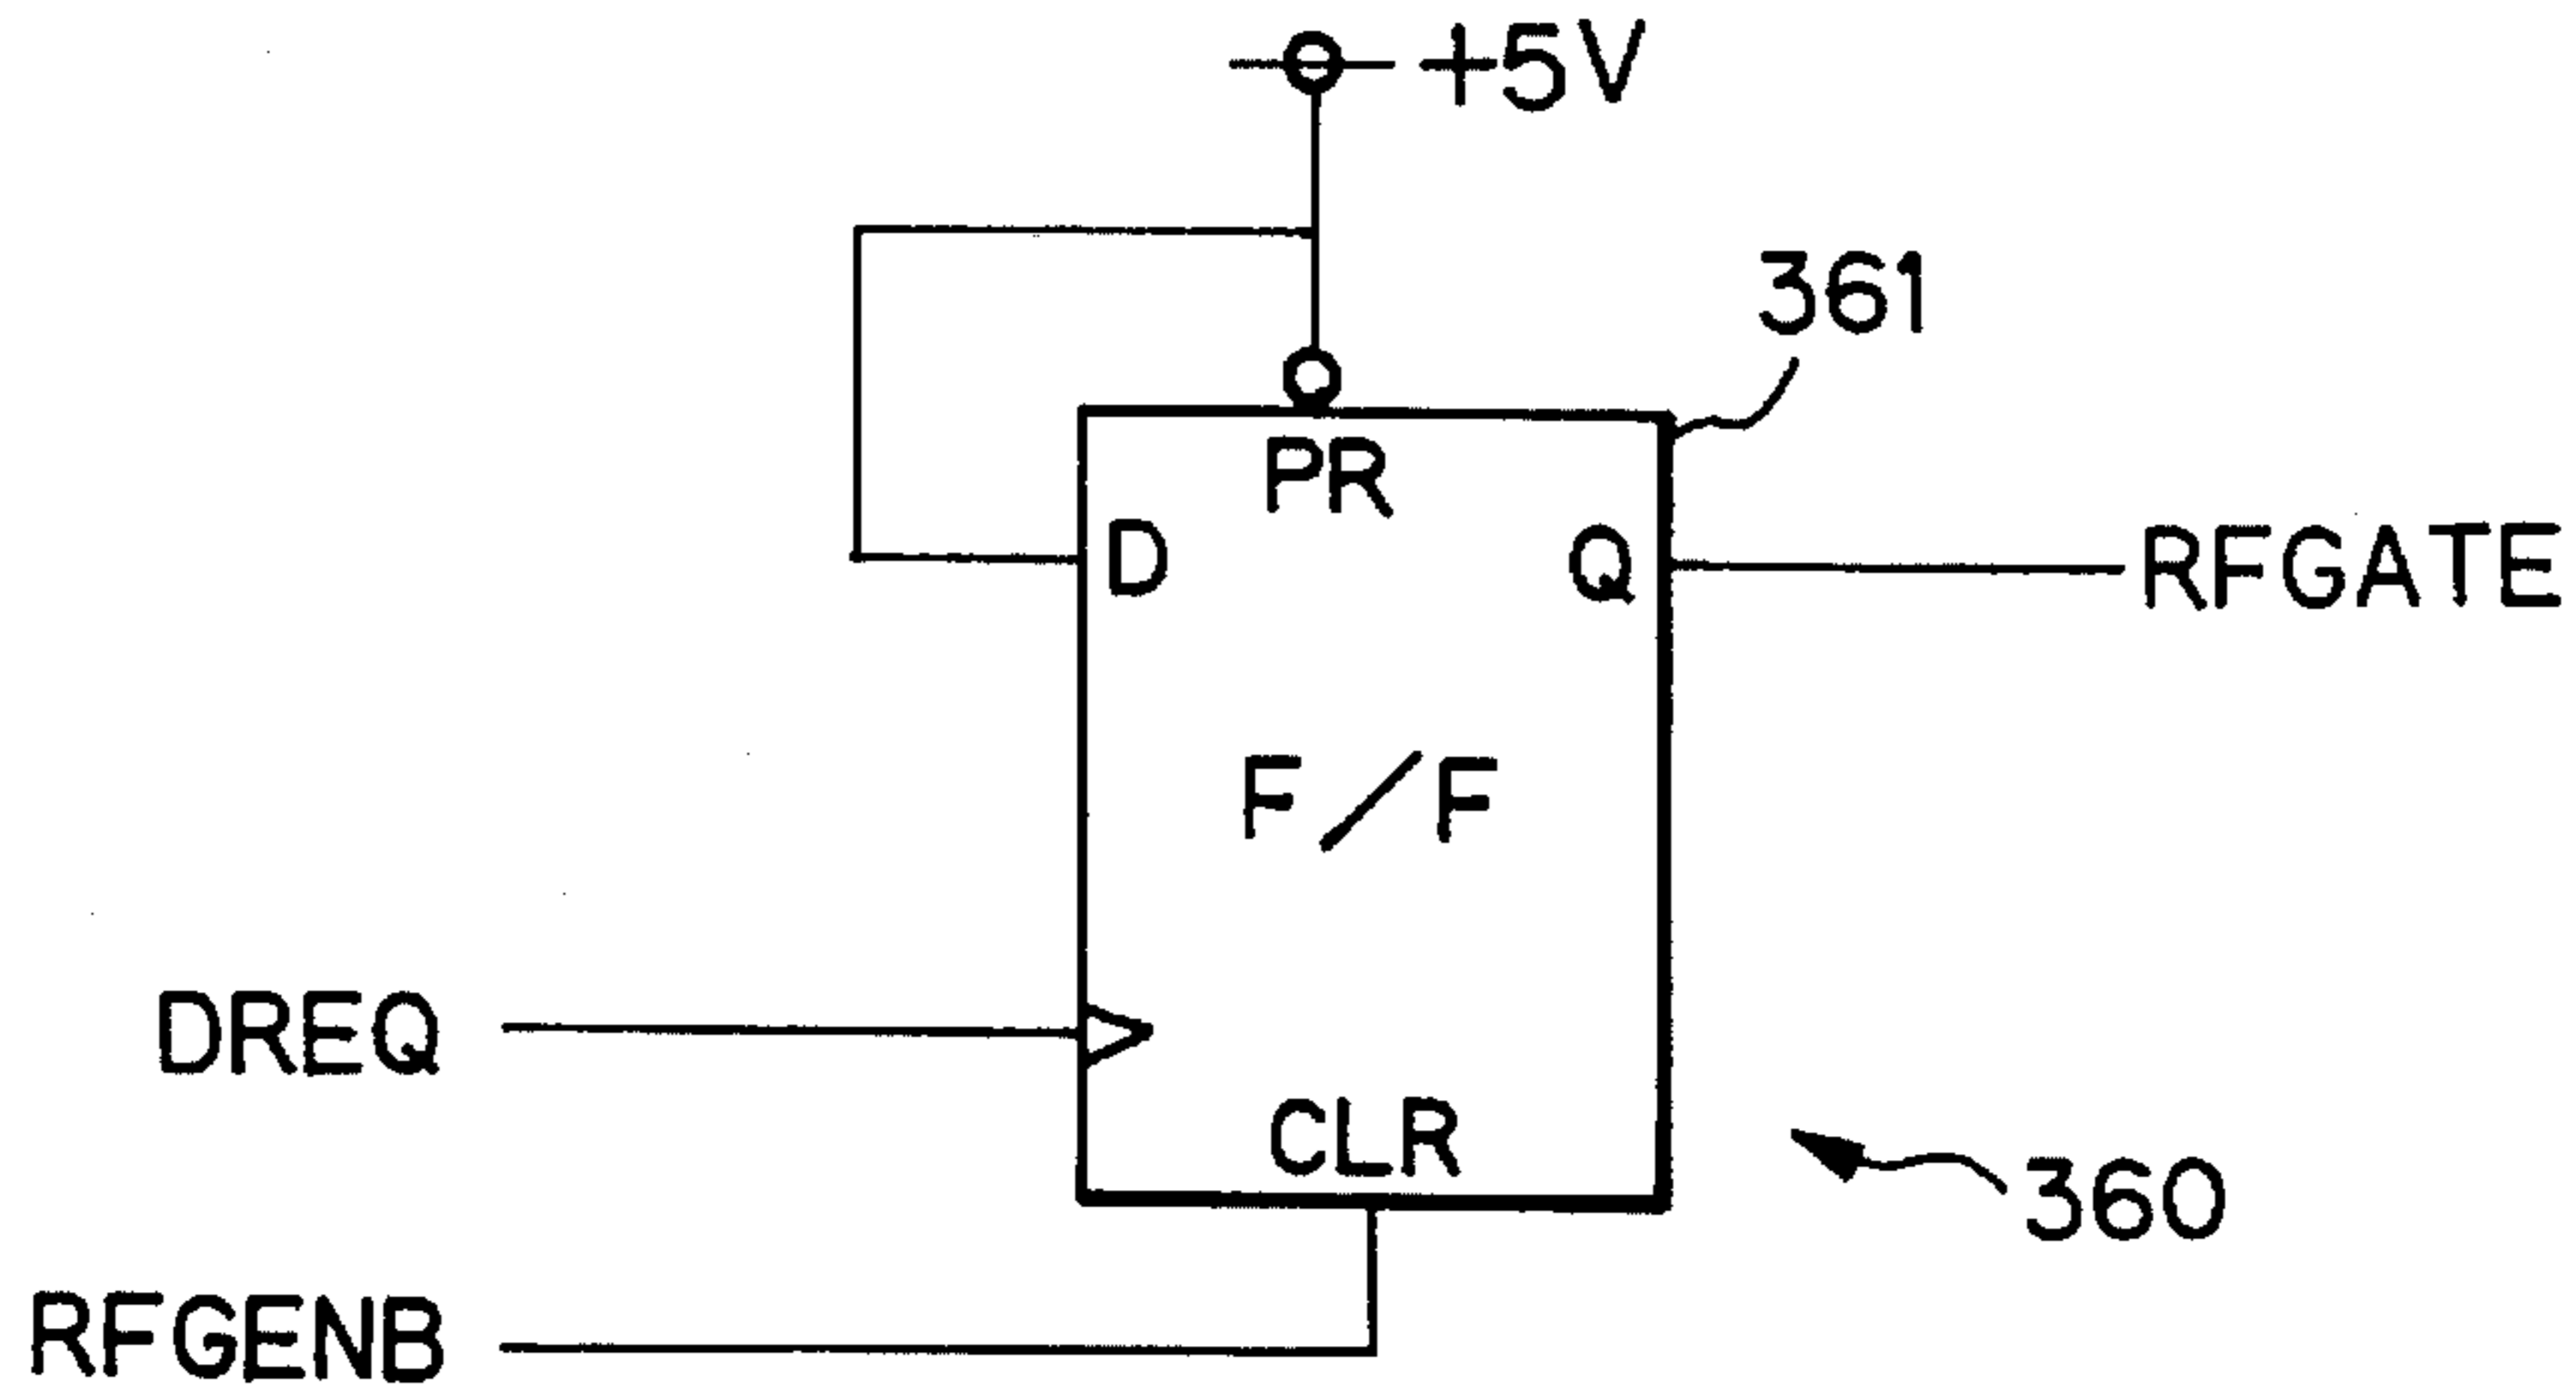 +5V
361
PR
D
Q
RFGATE
F/F
DREQ
CLR
360
RFGENB